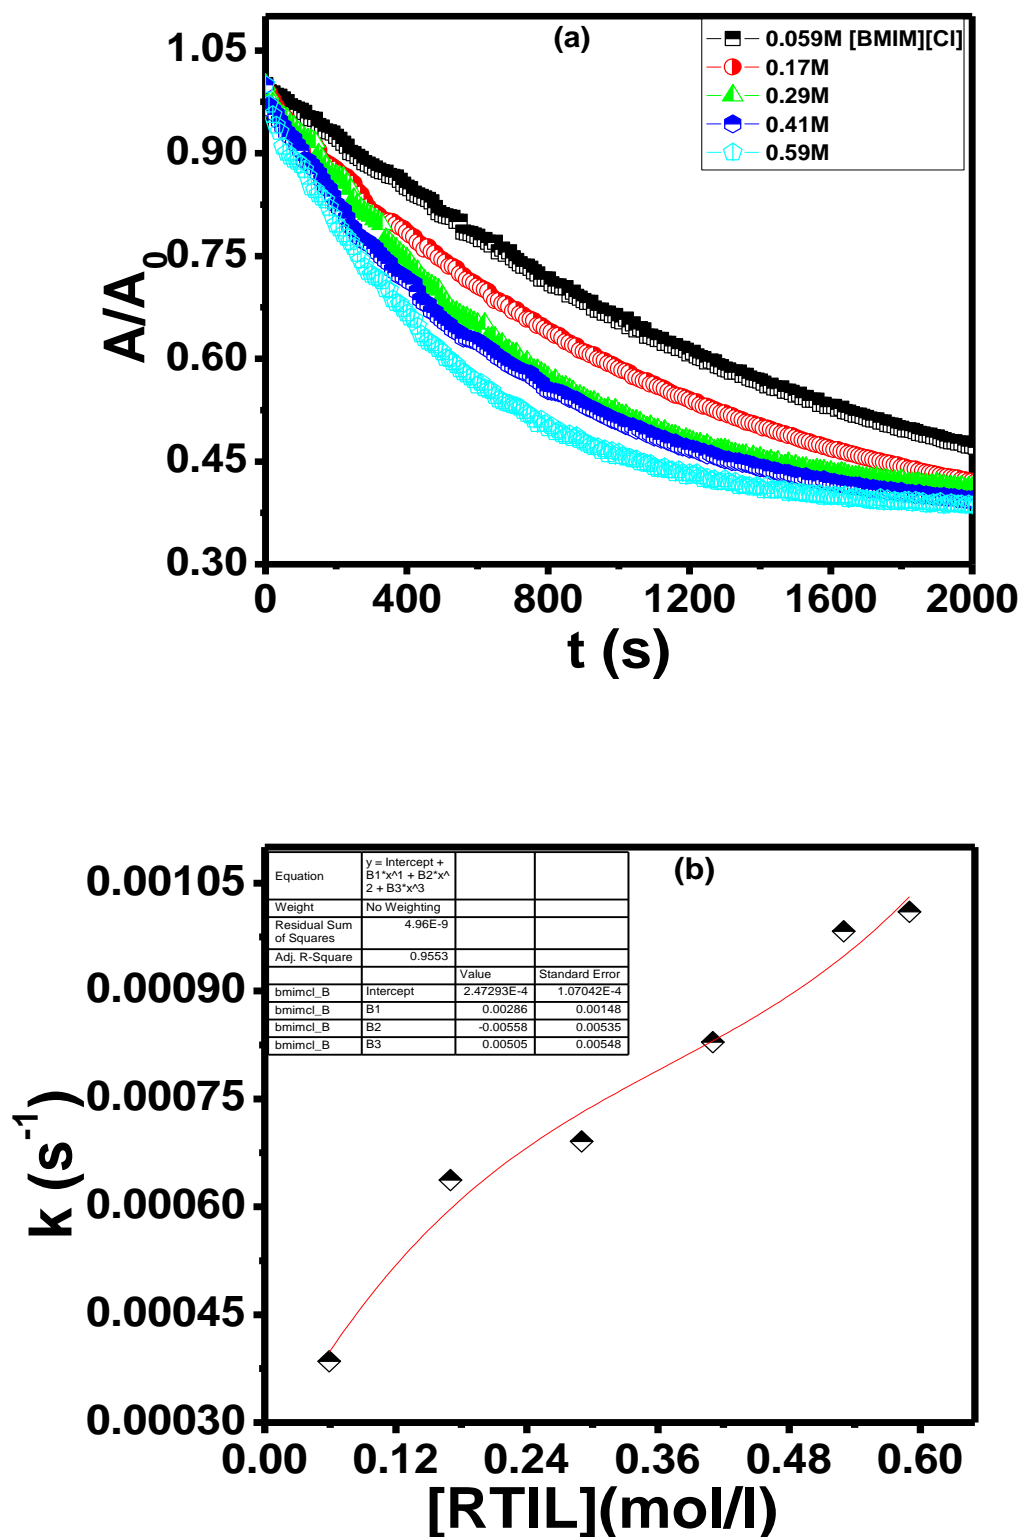 (a)
0.059M [BMIM][Cl]
0.17M
0.29M
0.41M
0.59M
1.05
0.90
0.75
0.60
0.45
0.30
A/A0
0 400 800 1200 1600 2000
t (s)
(b)
Equation y = Intercept + B1*x^1 + B2*x^2 + B3*x^3
Weight No Weighting
Residual Sum of Squares 4.96E-9
Adj. R-Square 0.9553
Value Standard Error
bmimcl_B Intercept 2.47293E-4 1.07042E-4
bmimcl_B B1 0.00286 0.00148
bmimcl_B B2 -0.00558 0.00535
bmimcl_B B3 0.00505 0.00548
0.00105
0.00090
0.00075
0.00060
0.00045
0.00030
k (s-1)
0.00 0.12 0.24 0.36 0.48 0.60
[RTIL](mol/l)